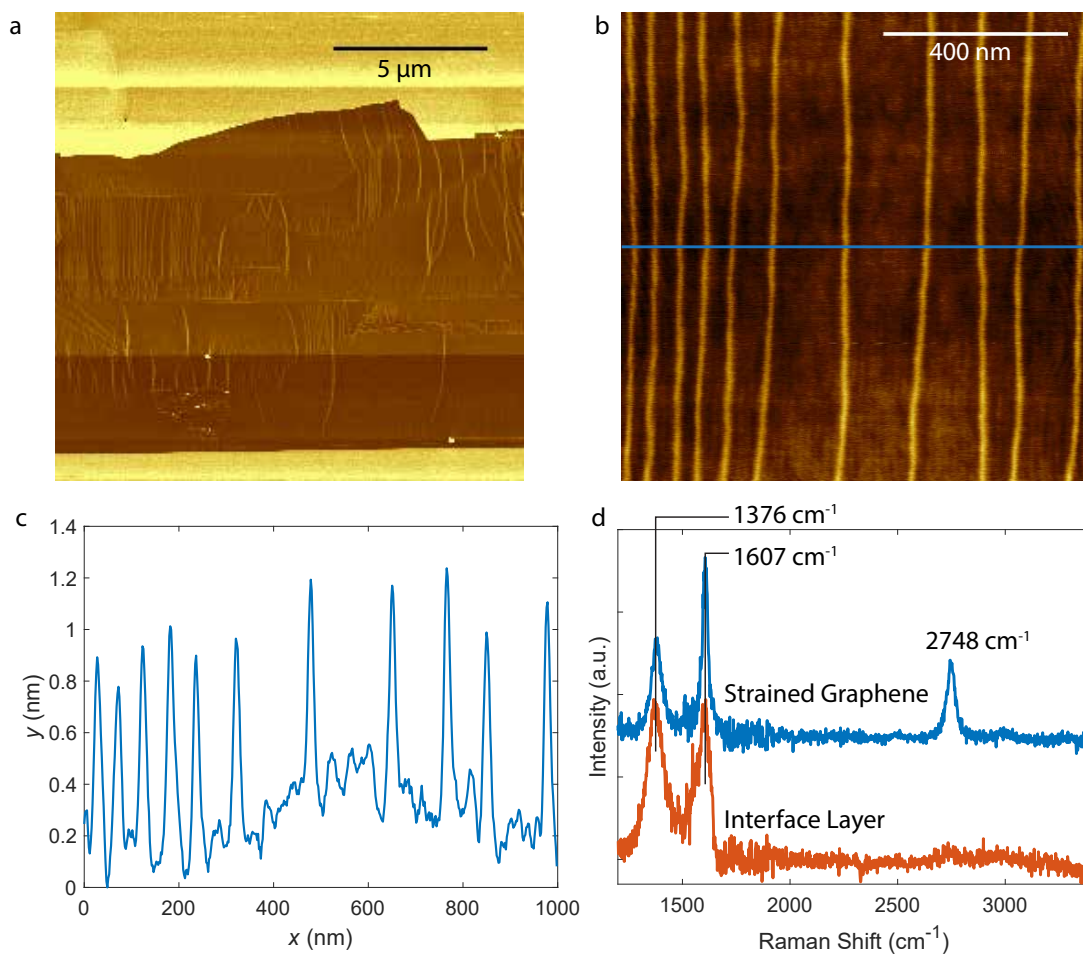 a
5 μm
b
400 nm
c
1.4
1.2
1
0.8
0.6
0.4
0.2
0
y (nm)
0 200 400 600 800 1000
x (nm)
d
1376 cm⁻¹
1607 cm⁻¹
2748 cm⁻¹
Strained Graphene
Interface Layer
Intensity (a.u.)
1500 2000 2500 3000
Raman Shift (cm⁻¹)